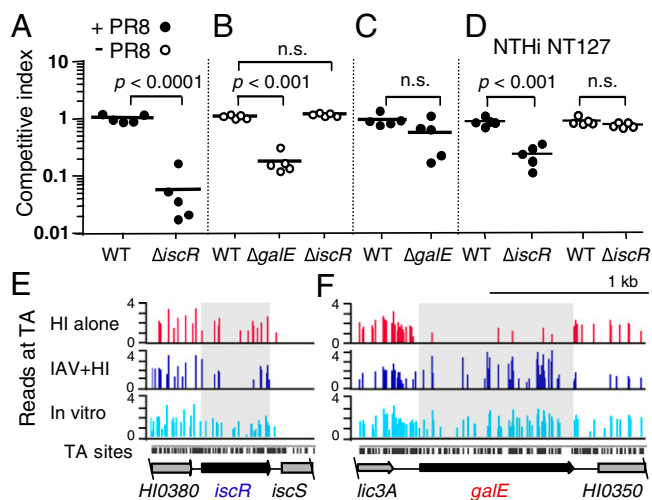 A B C D
+ PR8 ●
− PR8 ○
NTHi NT127
n.s.
p < 0.0001 p < 0.001 n.s. p < 0.001 n.s.
Competitive index
10
1
0.1
0.01
WT ΔiscR WT ΔgalE ΔiscR WT ΔgalE WT ΔiscR WT ΔiscR
E F
1 kb
Reads at TA
HI alone
4
0
4
0
IAV+HI
4
0
4
0
In vitro
4
0
4
0
TA sites
HI0380 iscR iscS lic3A galE HI0350